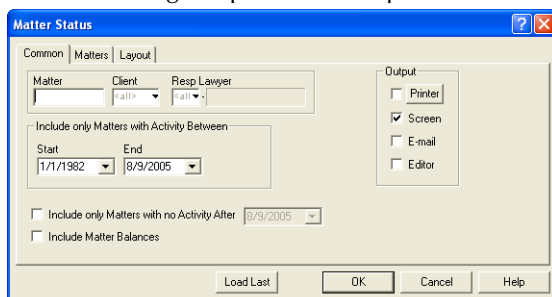 Matter Status
Common Matters Layout
Matter Client Resp Lawyer
<all> <all> -
Include only Matters with Activity Between
Start End
1/1/1982 8/9/2005
Include only Matters with no Activity After 8/9/2005
Include Matter Balances
Output
Printer
Screen
E-mail
Editor
Load Last OK Cancel Help